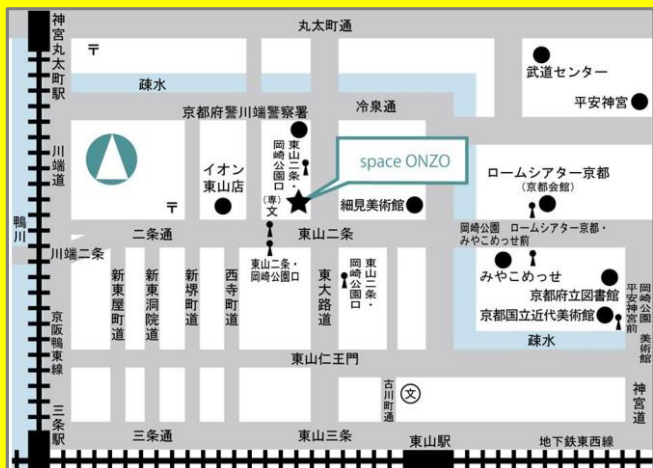 丸太町通
神宮丸太町駅
〒
疏水
武道センター
平安神宮
冷泉通
京都府警川端警察署
川端道
東山二条・岡崎公園口
space ONZO
イオン
東山店
ロームシアター京都
(京都会館)
〒
(専)文
細見美術館
鴨川
二条通
東山二条
岡崎公園 ロームシアター京都・
みやこめっせ前
川端二条
東山二条・
岡崎公園口
新東屋町道
新東洞院道
新堺町道
西寺町道
東大路道
東山二条・岡崎公園口
みやこめっせ
京都府立図書館
京都国立近代美術館
岡崎公園 美術館
平安神宮前
京阪鴨東線
疏水
東山仁王門
古川町通
文
神宮道
三条駅
三条通
東山三条
東山駅
地下鉄東西線